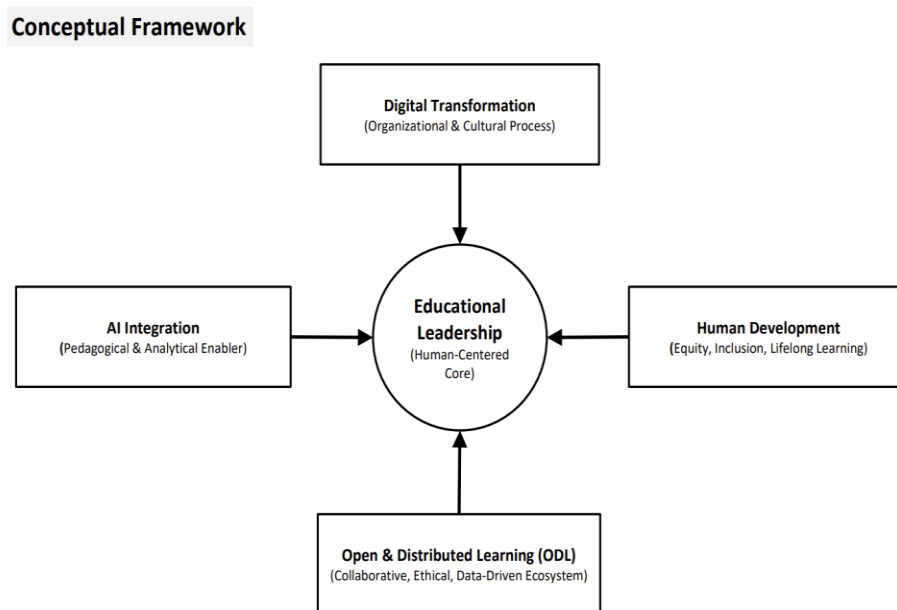 Conceptual Framework
Digital Transformation
(Organizational & Cultural Process)
AI Integration
(Pedagogical & Analytical Enabler)
Educational
Leadership
(Human-Centered
Core)
Human Development
(Equity, Inclusion, Lifelong Learning)
Open & Distributed Learning (ODL)
(Collaborative, Ethical, Data-Driven Ecosystem)